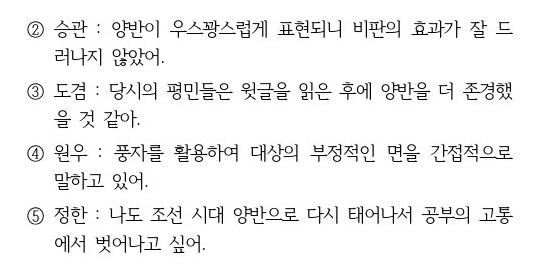 ② 승관 : 양반이 우스꽝스럽게 표현되니 비판의 효과가 잘 드
러나지 않았어.
③ 도겸 : 당시의 평민들은 윗글을 읽은 후에 양반을 더 존경했
을 것 같아.
④ 원우 : 풍자를 활용하여 대상의 부정적인 면을 간접적으로
말하고 있어.
⑤ 정한 : 나도 조선 시대 양반으로 다시 태어나서 공부의 고통
에서 벗어나고 싶어.